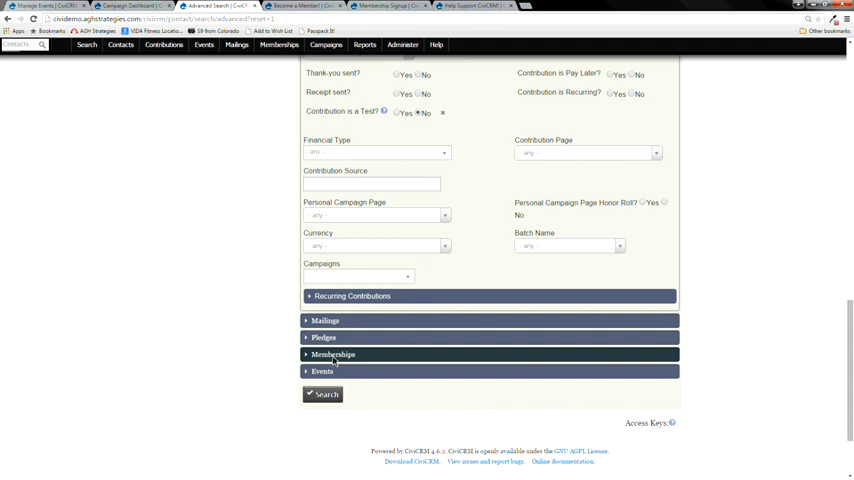 Manage Events | CiviCRM
Campaign Dashboard | Ci
Advanced Search | CiviC
Become a Member! | Civ
Membership Signup | Civ
Help Support CiviCRM! | C
cividemo.aghstrategies.com/civicrm/contact/search/advanced?reset=1
Apps
Bookmarks
AGH Strategies
VIDA Fitness Locatio...
S9 from Colorado
Add to Wish List
Passpack It!
Other bookmarks
Contacts
Search
Contacts
Contributions
Events
Mailings
Memberships
Campaigns
Reports
Administer
Help
Thank-you sent? Yes No
Contribution is Pay Later? Yes No
Receipt sent? Yes No
Contribution is Recurring? Yes No
Contribution is a Test? Yes No
Financial Type
Contribution Page
- any -
- any -
Contribution Source
Personal Campaign Page
Personal Campaign Page Honor Roll? Yes
No
- any -
Currency
Batch Name
- any -
- any -
Campaigns
Recurring Contributions
Mailings
Pledges
Memberships
Events
Search
Access Keys:
Powered by CiviCRM 4.6.2. CiviCRM is openly available under the GNU AGPL License.
Download CiviCRM. View issues and report bugs. Online documentation.